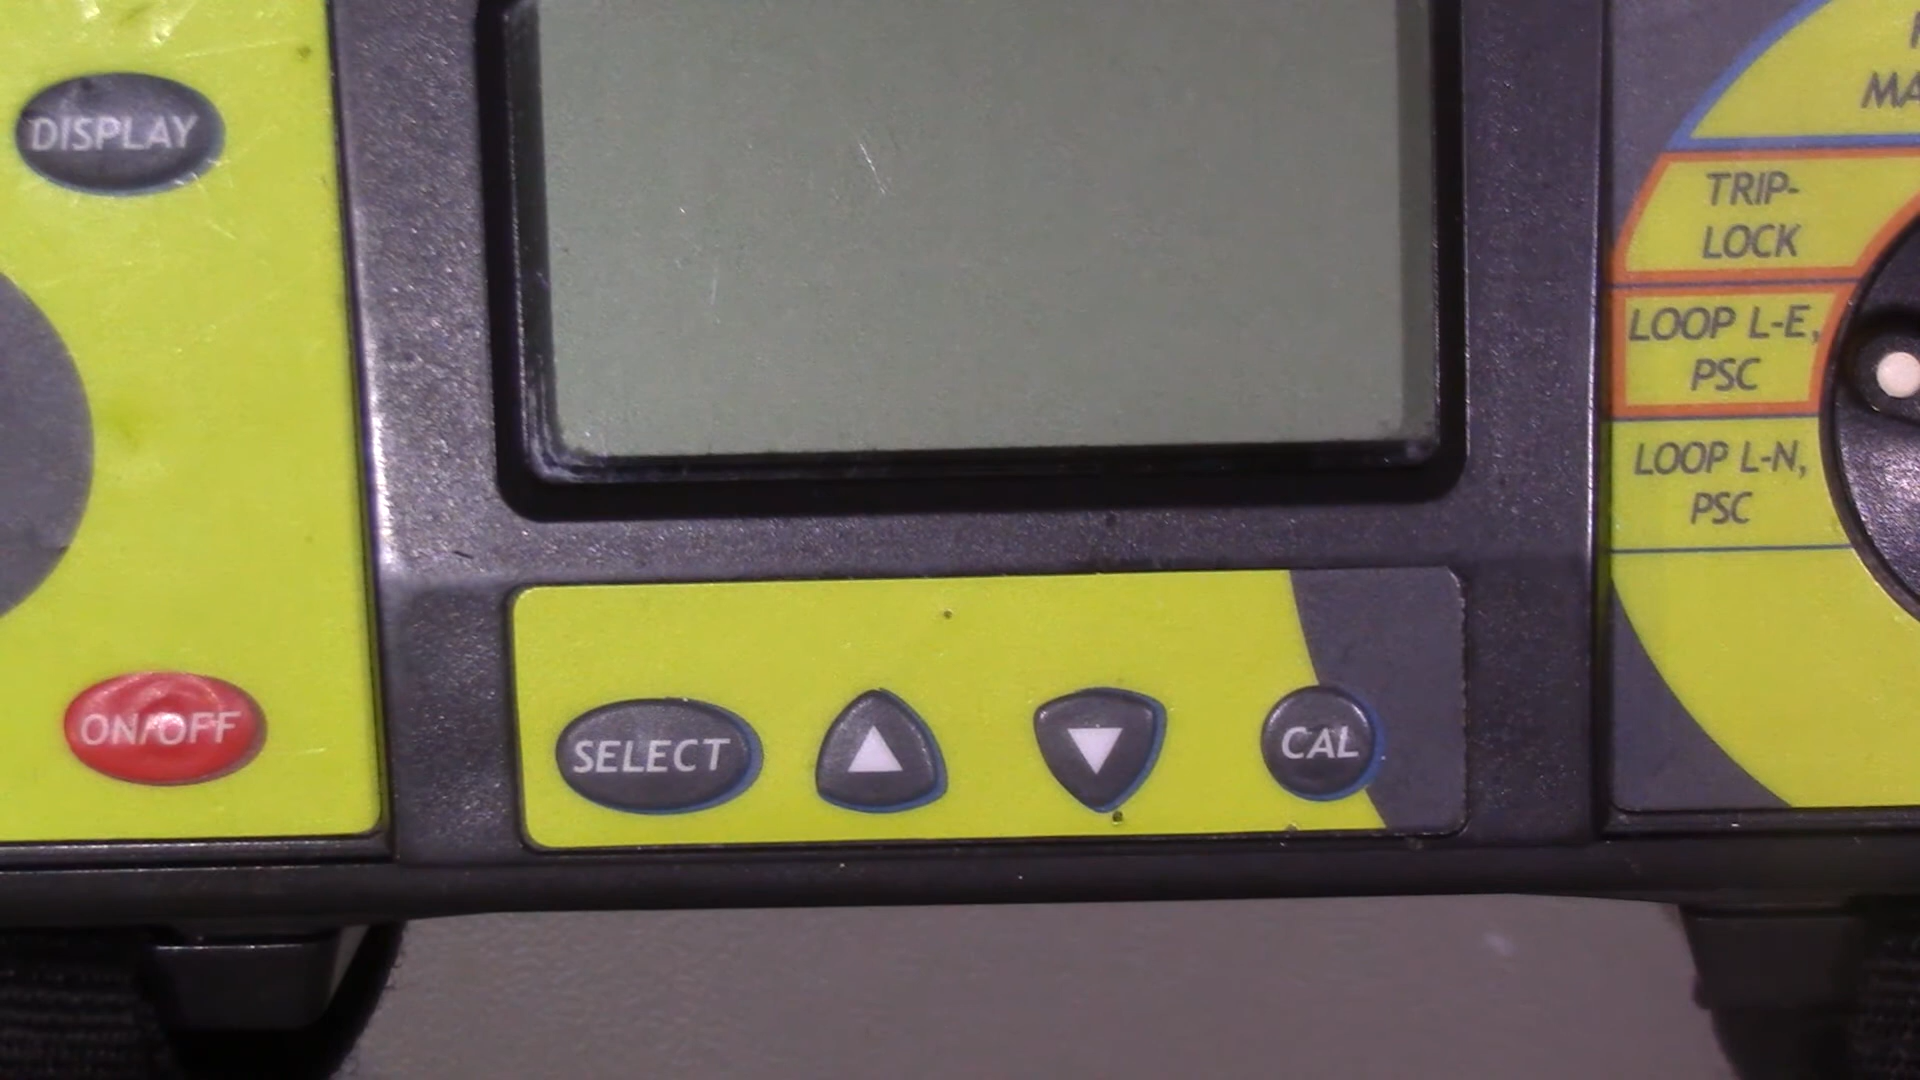 DISPLAY
ON/OFF
SELECT
CAL
TRIP-
LOCK
LOOP L-E,
PSC
LOOP L-N,
PSC